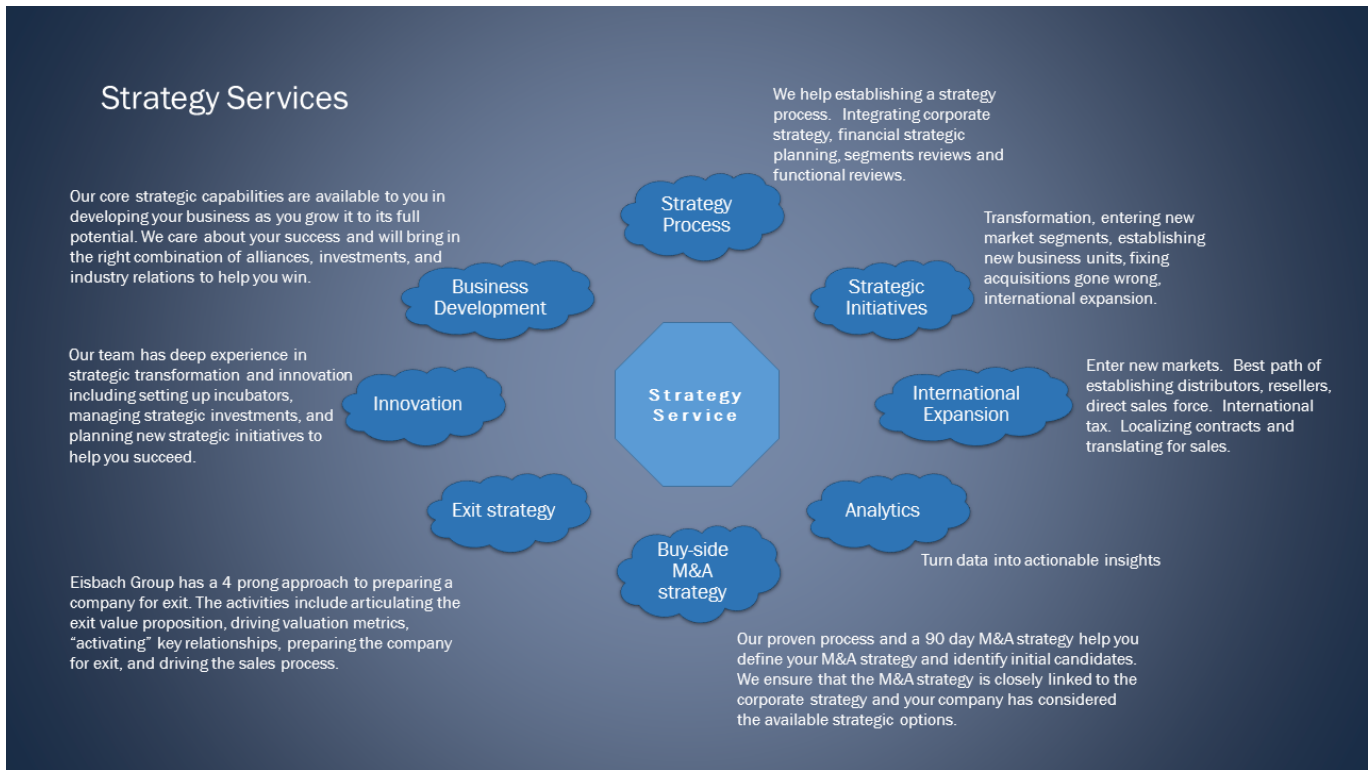 Strategy Services
We help establishing a strategy
process.  Integrating corporate
strategy, financial strategic
planning, segments reviews and
functional reviews.
Strategy
Process
Our core strategic capabilities are available to you in
developing your business as you grow it to its full
potential. We care about your success and will bring in
the right combination of alliances, investments, and
industry relations to help you win.
Business
Development
Transformation, entering new
market segments, establishing
new business units, fixing
acquisitions gone wrong,
international expansion.
Strategic
Initiatives
Our team has deep experience in
strategic transformation and innovation
including setting up incubators,
managing strategic investments, and
planning new strategic initiatives to
help you succeed.
Innovation
Strategy
Service
International
Expansion
Enter new markets.  Best path of
establishing distributors, resellers,
direct sales force.  International
tax.  Localizing contracts and
translating for sales.
Exit strategy
Analytics
Turn data into actionable insights
Buy-side
M&A
strategy
Eisbach Group has a 4 prong approach to preparing a
company for exit. The activities include articulating the
exit value proposition, driving valuation metrics,
“activating” key relationships, preparing the company
for exit, and driving the sales process.
Our proven process and a 90 day M&A strategy help you
define your M&A strategy and identify initial candidates.
We ensure that the M&A strategy is closely linked to the
corporate strategy and your company has considered
the available strategic options.